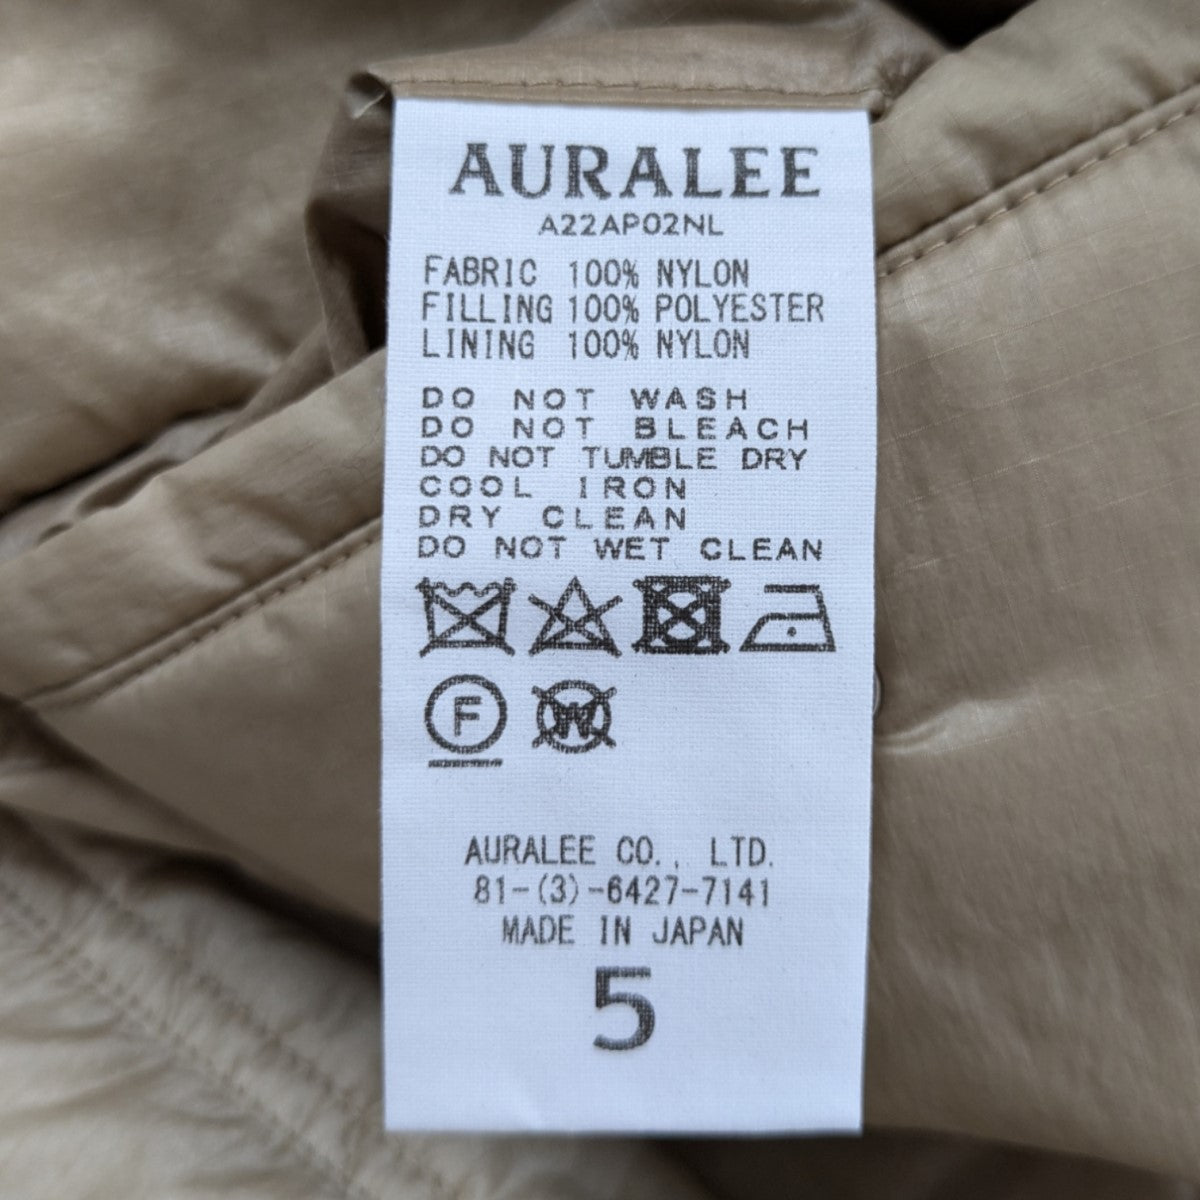 AURALEE
A22AP02NL
FABRIC 100% NYLON
FILLING 100% POLYESTER
LINING 100% NYLON
DO NOT WASH
DO NOT BLEACH
DO NOT TUMBLE DRY
COOL IRON
DRY CLEAN
DO NOT WET CLEAN
F W
AURALEE CO., LTD.
81-(3)-6427-7141
MADE IN JAPAN
5